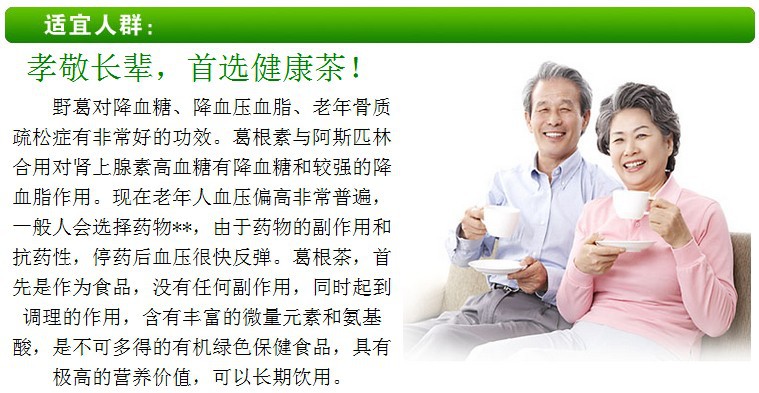 适宜人群：
孝敬长辈，首选健康茶！
野葛对降血糖、降血压血脂、老年骨质
疏松症有非常好的功效。葛根素与阿斯匹林
合用对肾上腺素高血糖有降血糖和较强的降
血脂作用。现在老年人血压偏高非常普遍，
一般人会选择药物**，由于药物的副作用和
抗药性，停药后血压很快反弹。葛根茶，首
先是作为食品，没有任何副作用，同时起到
调理的作用，含有丰富的微量元素和氨基
酸，是不可多得的有机绿色保健食品，具有
极高的营养价值，可以长期饮用。